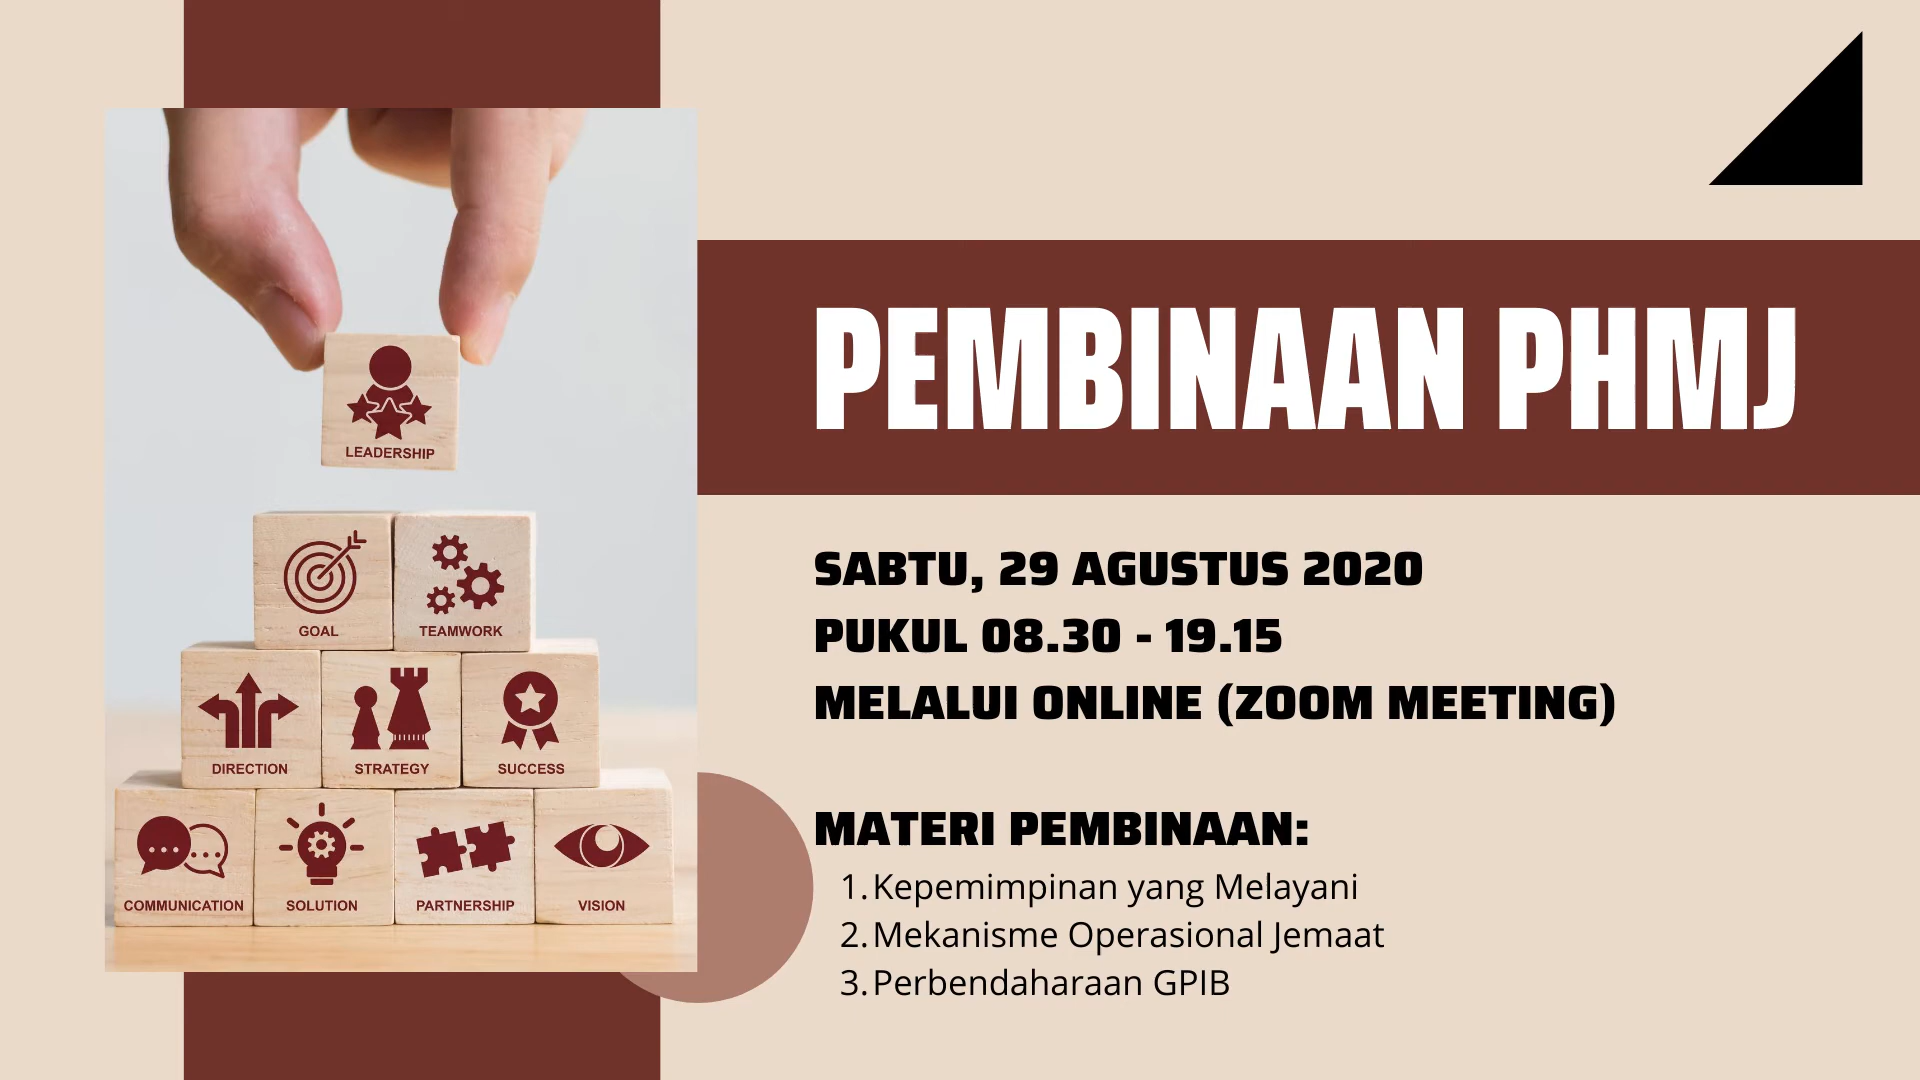 PEMBINAAN PHMJ
SABTU, 29 AGUSTUS 2020
PUKUL 08.30 - 19.15
MELALUI ONLINE (ZOOM MEETING)
MATERI PEMBINAAN:
1. Kepemimpinan yang Melayani
2. Mekanisme Operasional Jemaat
3. Perbendaharaan GPIB
LEADERSHIP
GOAL
TEAMWORK
DIRECTION
STRATEGY
SUCCESS
COMMUNICATION
SOLUTION
PARTNERSHIP
VISION